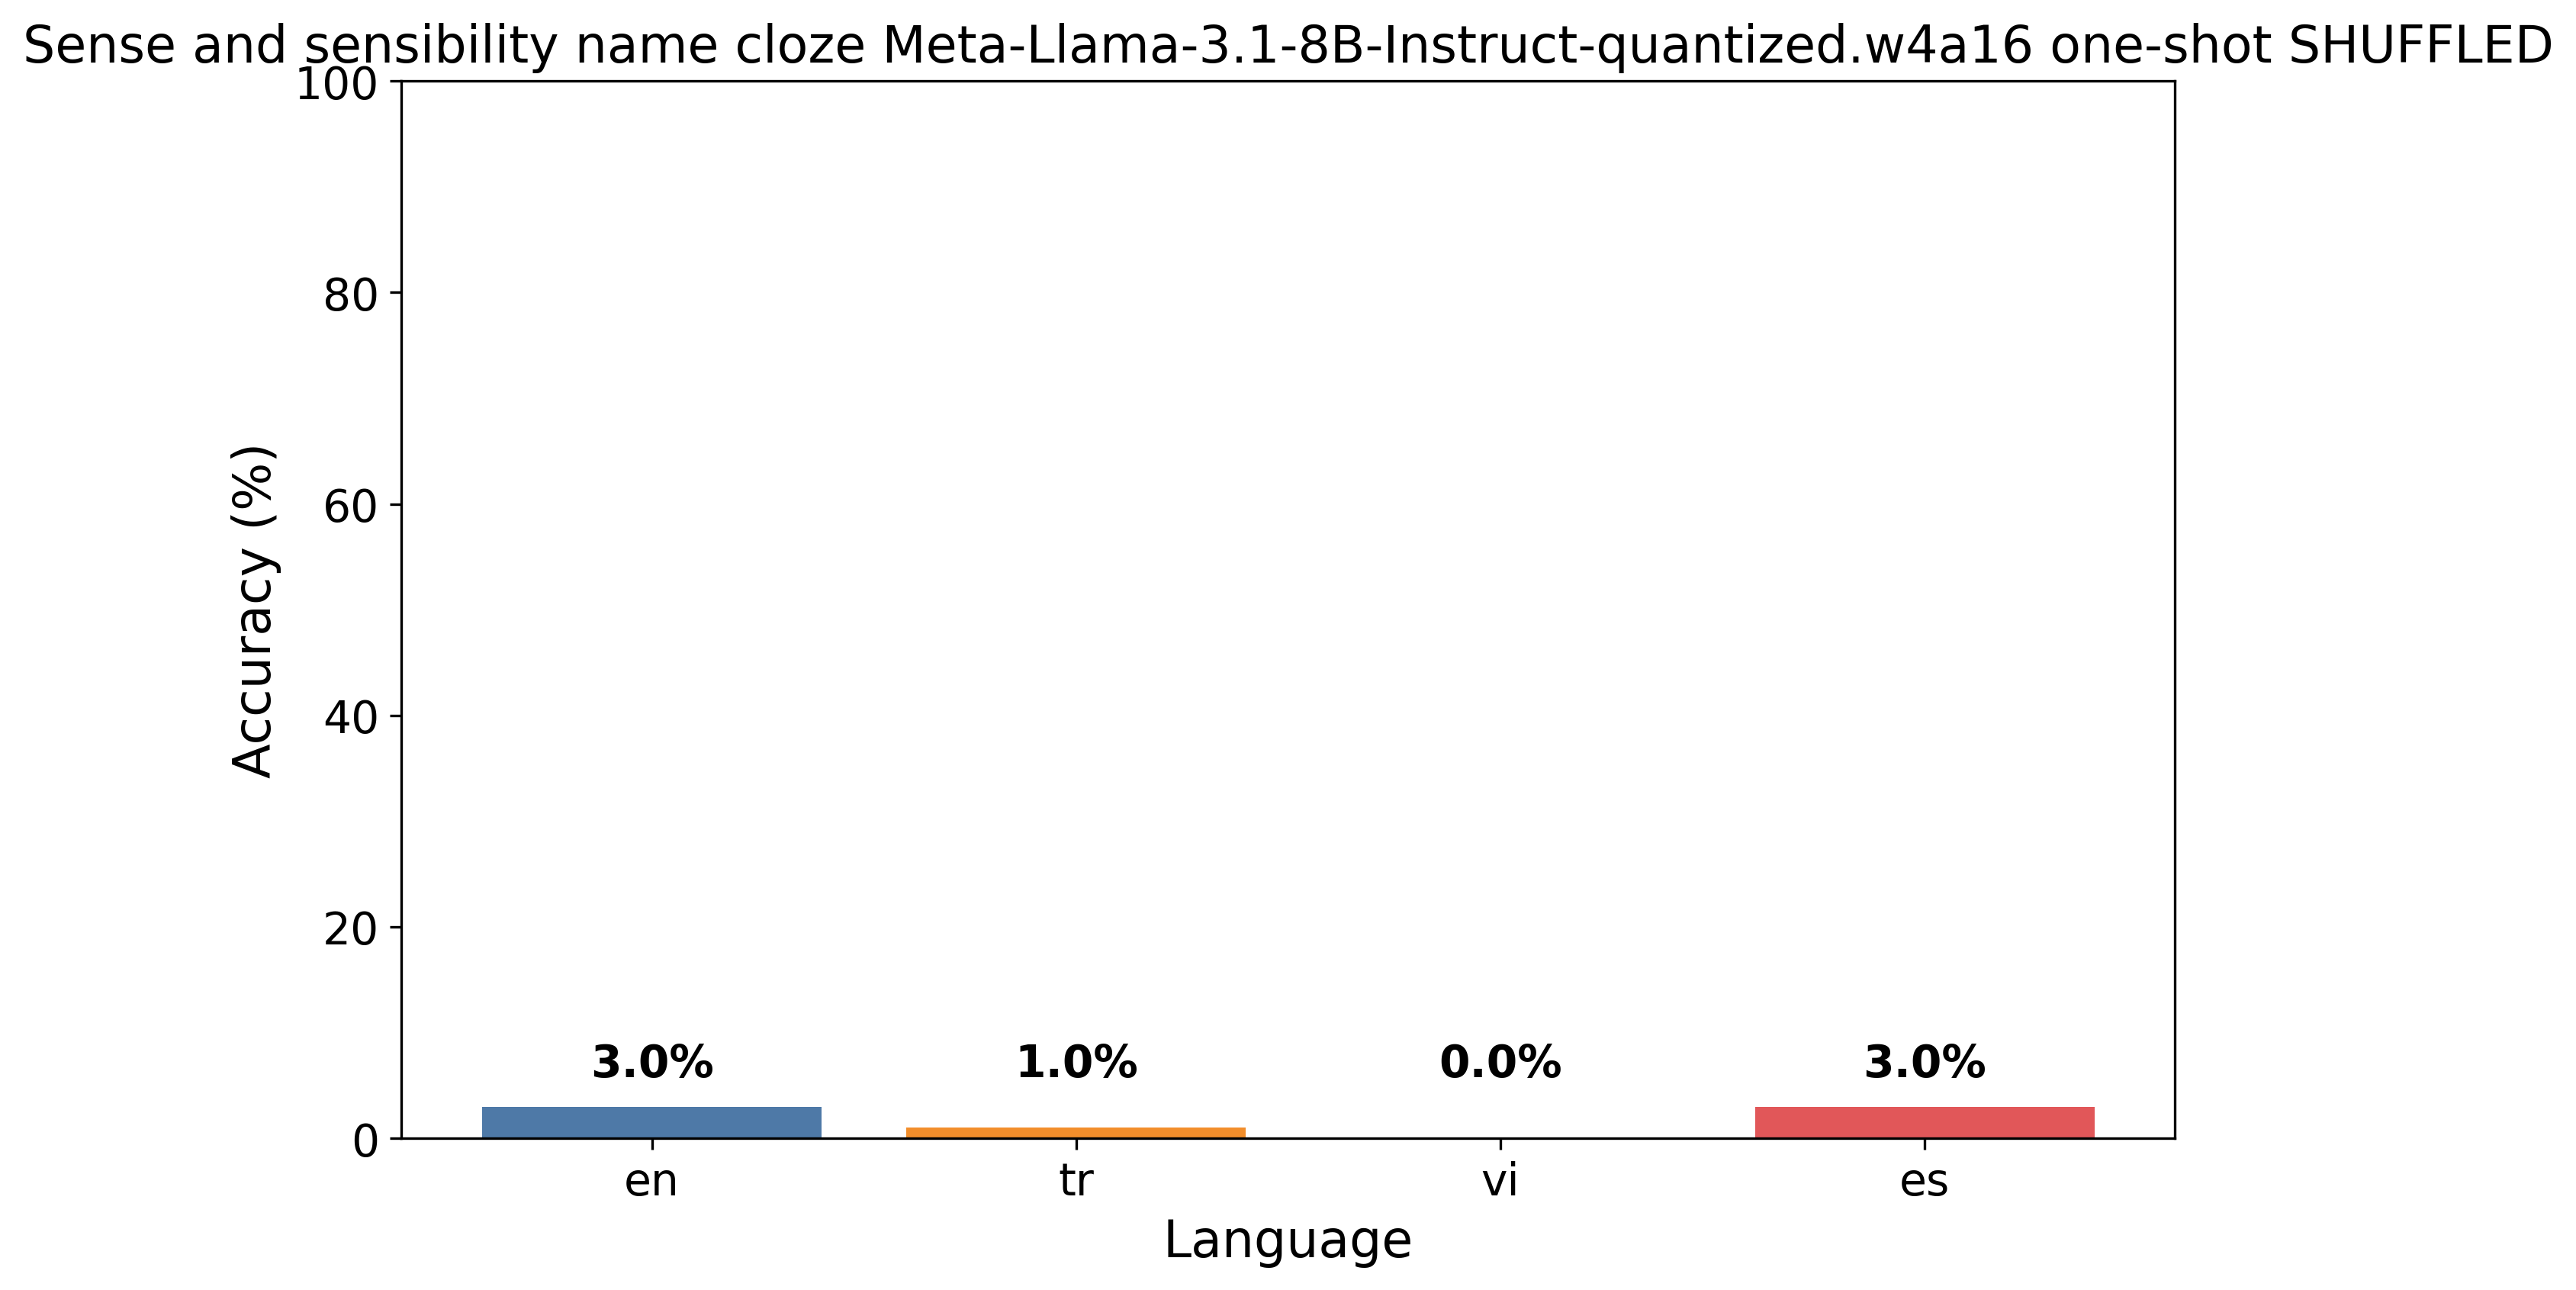 Sense and sensibility name cloze Meta-Llama-3.1-8B-Instruct-quantized.w4a16 one-shot SHUFFLED
100
80
60
40
20
0
Accuracy (%)
3.0%
1.0%
0.0%
3.0%
en
tr
vi
es
Language